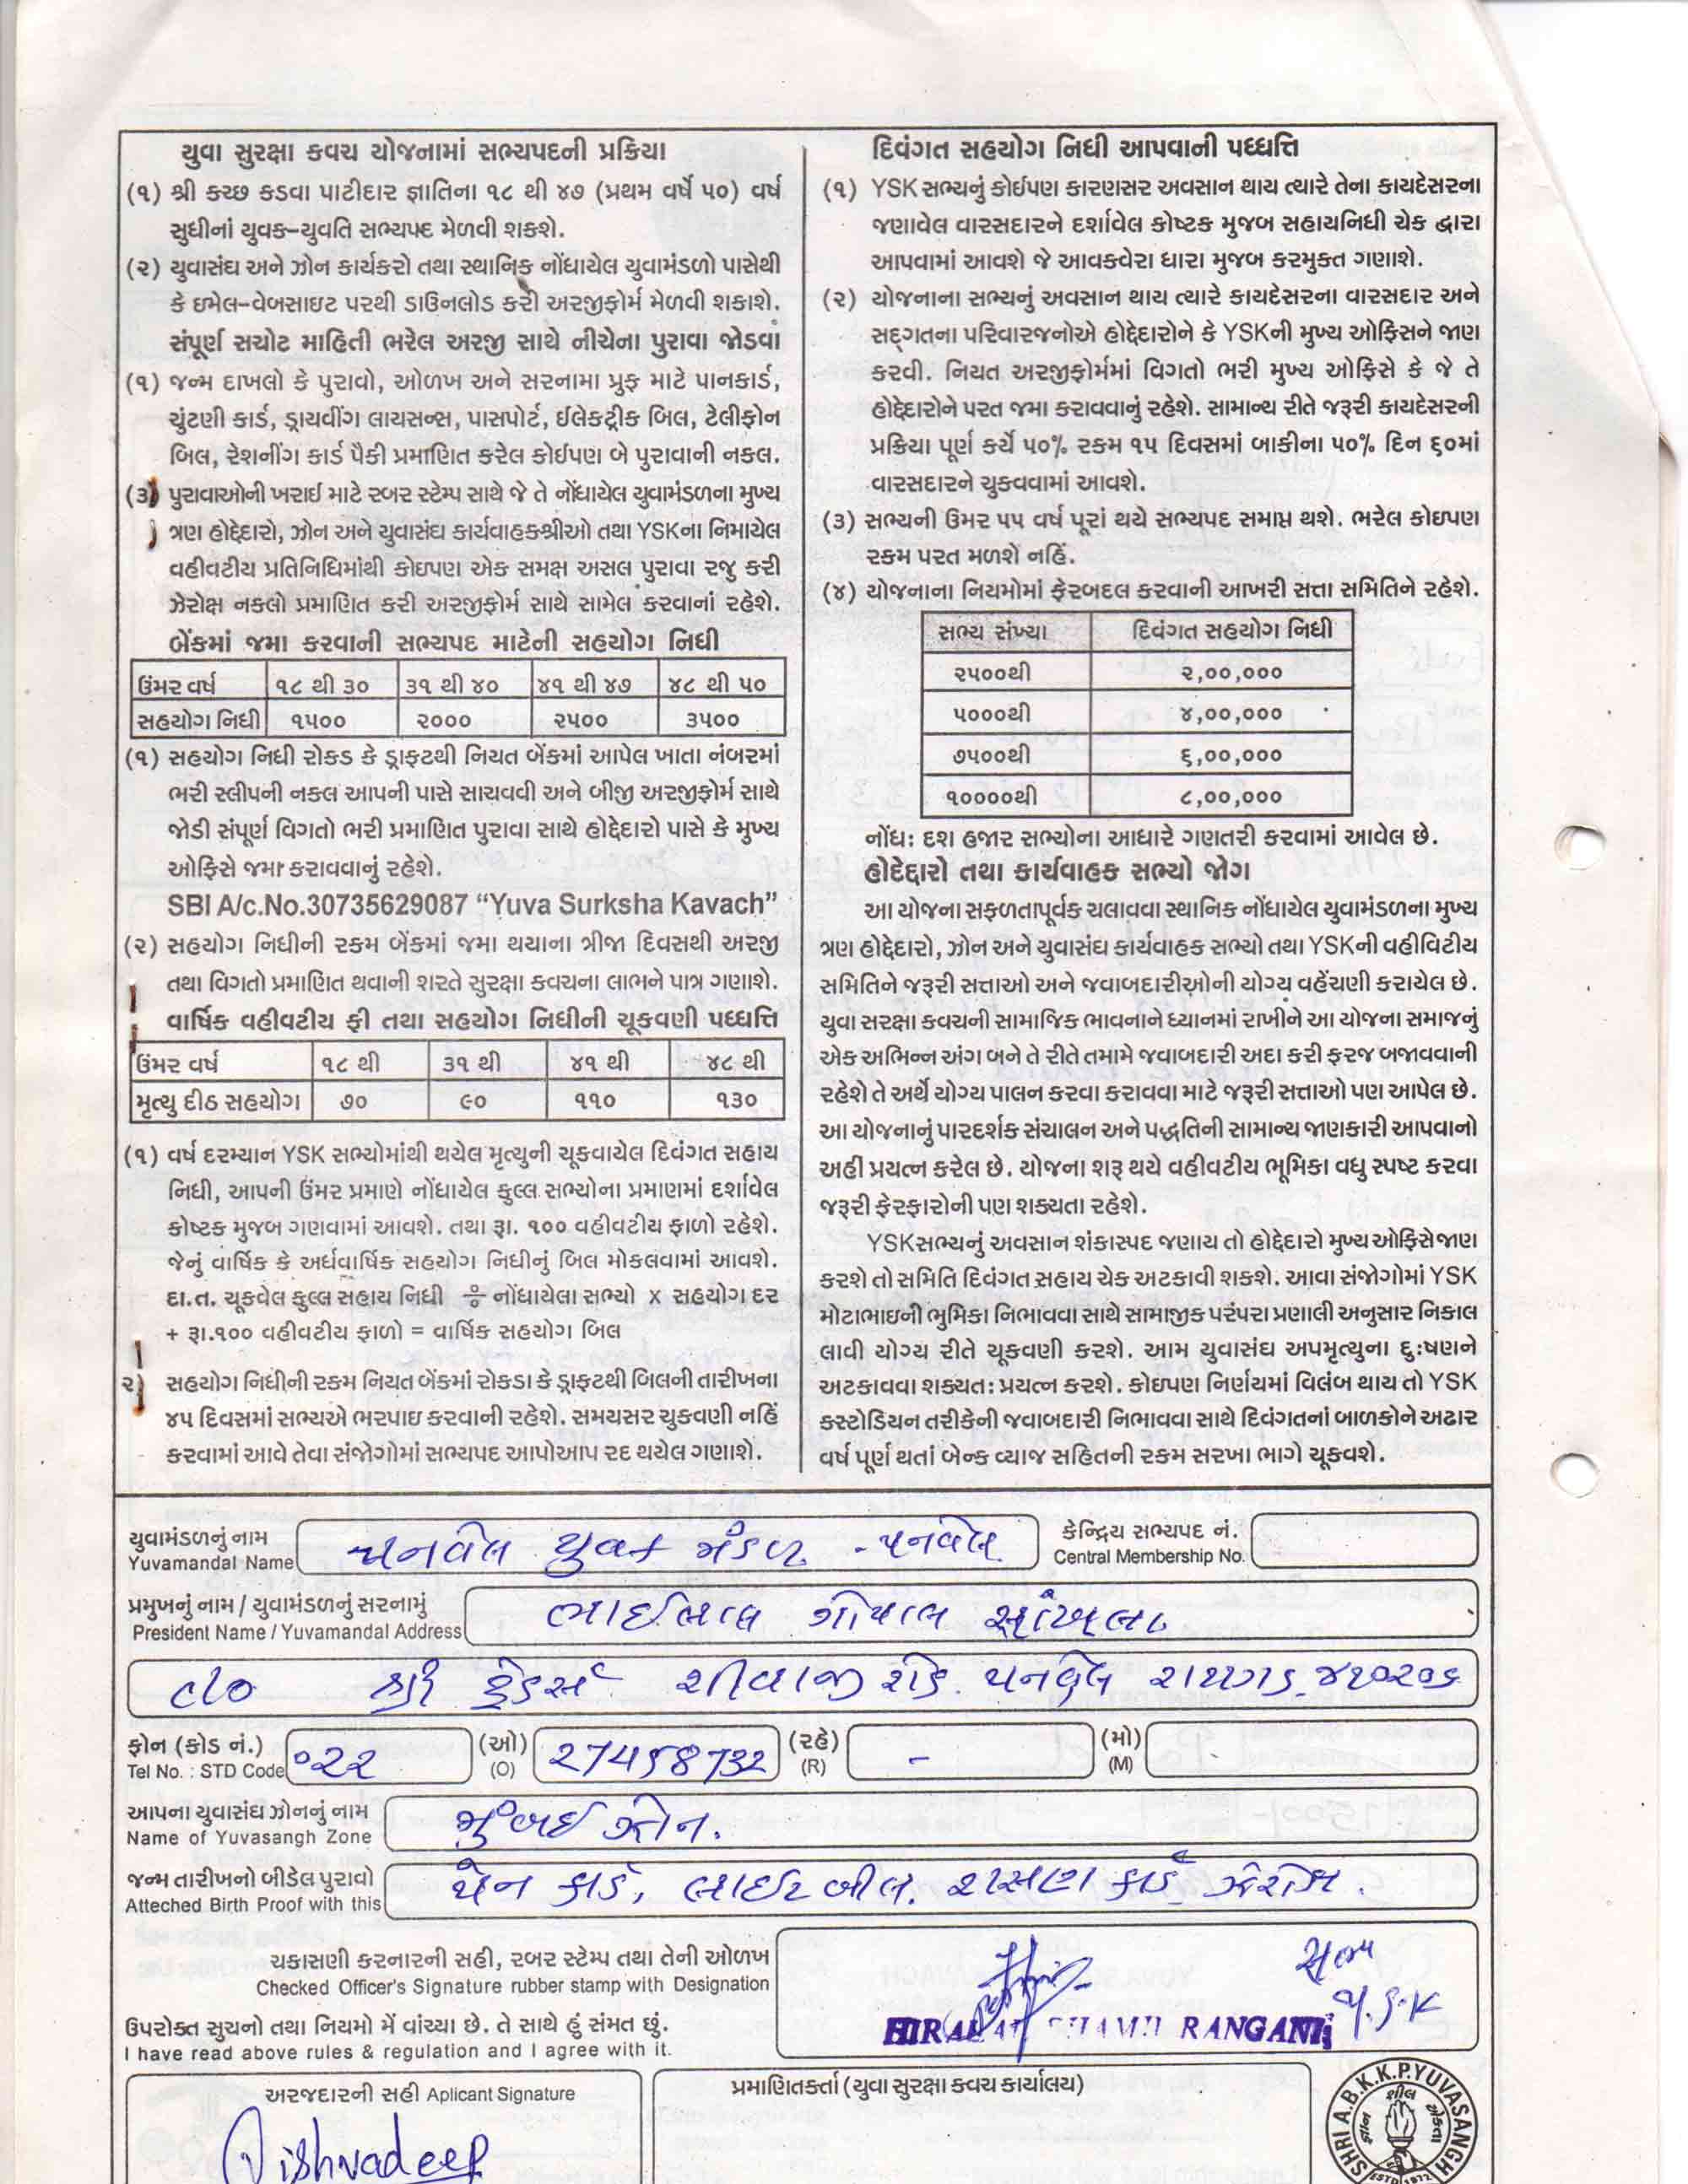 યુવા સુરક્ષા કવચ યોજનામાં સભ્યપદની પ્રક્રિયા
(૧) શ્રી કચ્છ કડવા પાટીદાર જ્ઞાતિના ૧૮ થી ૪૭ (પ્રથમ વર્ષે ૫૦) વર્ષ
સુધીનાં યુવક-યુવતિ સભ્યપદ મેળવી શકશે.
(૨) યુવાસંઘ અને ઝોન કાર્યકરો તથા સ્થાનિક નોંધાયેલ યુવામંડળો પાસેથી
કે ઇમેલ-વેબસાઇટ પરથી ડાઉનલોડ કરી અરજીફોર્મ મેળવી શકાશે.
સંપૂર્ણ સચોટ માહિતી ભરેલ અરજી સાથે નીચેના પુરાવા જોડવા
(૧) જન્મ દાખલો કે પુરાવો, ઓળખ અને સરનામા પ્રુફ માટે પાનકાર્ડ,
ચુંટણી કાર્ડ, ડ્રાયવીંગ લાયસન્સ, પાસપોર્ટ, ઈલેક્ટ્રીક બિલ, ટેલીફોન
બિલ, રેશનીંગ કાર્ડ પૈકી પ્રમાણિત કરેલ કોઈપણ બે પુરાવાની નકલ.
(૩) પુરાવાઓની ખરાઈ માટે રબર સ્ટેમ્પ સાથે જે તે નોંધાયેલ યુવામંડળના મુખ્ય
ત્રણ હોદ્દેદારો, ઝોન અને યુવાસંઘ કાર્યવાહકશ્રીઓ તથા YSKના નિમાયેલ
વહીવટીય પ્રતિનિધિમાંથી કોઇપણ એક સમક્ષ અસલ પુરાવા રજુ કરી
ઝેરોક્ષ નકલો પ્રમાણિત કરી અરજીફોર્મ સાથે સામેલ કરવાનાં રહેશે.
બેંકમાં જમા કરવાની સભ્યપદ માટેની સહયોગ નિધી
ઉંમર વર્ષ ૧૮ થી ૩૦ ૩૧ થી ૪૦ ૪૧ થી ૪૭ ૪૮ થી ૫૦
સહયોગ નિધી ૧૫૦૦ ૨૦૦૦ ૨૫૦૦ ૩૫૦૦
(૧) સહયોગ નિધી રોકડ કે ડ્રાફટથી નિયત બેંકમાં આપેલ ખાતા નંબરમાં
ભરી સ્લીપની નકલ આપની પાસે સાચવવી અને બીજી અરજીફોર્મ સાથે
જોડી સંપૂર્ણ વિગતો ભરી પ્રમાણિત પુરાવા સાથે હોદ્દેદારો પાસે કે મુખ્ય
ઓફિસે જમા કરાવવાનું રહેશે.
SBI A/c.No.30735629087 “Yuva Surksha Kavach”
(૨) સહયોગ નિધીની રકમ બેંકમાં જમા થયાના ત્રીજા દિવસથી અરજી
તથા વિગતો પ્રમાણિત થવાની શરતે સુરક્ષા કવચના લાભને પાત્ર ગણાશે.
વાર્ષિક વહીવટીય ફી તથા સહયોગ નિધીની ચૂકવણી પધ્ધતિ
ઉંમર વર્ષ ૧૮ થી ૩૧ થી ૪૧ થી ૪૮ થી
મૃત્યુ દીઠ સહયોગ ૭૦ ૯૦ ૧૧૦ ૧૩૦
(૧) વર્ષ દરમ્યાન YSK સભ્યોમાંથી થયેલ મૃત્યુની ચૂકવાયેલ દિવંગત સહાય
નિધી, આપની ઉંમર પ્રમાણે નોંધાયેલ કુલ્લ સભ્યોના પ્રમાણમાં દર્શાવેલ
કોષ્ટક મુજબ ગણવામાં આવશે. તથા રૂા. ૧૦૦ વહીવટીય ફાળો રહેશે.
જેનું વાર્ષિક કે અર્ધવાર્ષિક સહયોગ નિધીનું બિલ મોકલવામાં આવશે.
દા.ત. ચૂકવેલ કુલ્લ સહાય નિધી ÷ નોંધાયેલા સભ્યો x સહયોગ દર
+ રૂા.૧૦૦ વહીવટીય ફાળો = વાર્ષિક સહયોગ બિલ
૨) સહયોગ નિધીની રકમ નિયત બેંકમાં રોકડા કે ડ્રાફટથી બિલની તારીખના
૪૫ દિવસમાં સભ્યએ ભરપાઇ કરવાની રહેશે. સમયસર ચુકવણી નહિં
કરવામાં આવે તેવા સંજોગોમાં સભ્યપદ આપોઆપ રદ થયેલ ગણાશે.
દિવંગત સહયોગ નિધી આપવાની પધ્ધતિ
(૧) YSK સભ્યનું કોઈપણ કારણસર અવસાન થાય ત્યારે તેના કાયદેસરના
જણાવેલ વારસદારને દર્શાવેલ કોષ્ટક મુજબ સહાયનિધી ચેક દ્વારા
આપવામાં આવશે જે આવકવેરા ધારા મુજબ કરમુક્ત ગણાશે.
(૨) યોજનાના સભ્યનું અવસાન થાય ત્યારે કાયદેસરના વારસદાર અને
સદ્ગતના પરિવારજનોએ હોદ્દેદારોને કે YSKની મુખ્ય ઓફિસને જાણ
કરવી. નિયત અરજીફોર્મમાં વિગતો ભરી મુખ્ય ઓફિસે કે જે તે
હોદ્દેદારોને પરત જમા કરાવવાનું રહેશે. સામાન્ય રીતે જરૂરી કાયદેસરની
પ્રક્રિયા પૂર્ણ કર્યે ૫૦% રકમ ૧૫ દિવસમાં બાકીના ૫૦% દિન ૬૦માં
વારસદારને ચુકવવામાં આવશે.
(૩) સભ્યની ઉમર ૫૫ વર્ષ પૂરાં થયે સભ્યપદ સમાપ્ત થશે. ભરેલ કોઇપણ
રકમ પરત મળશે નહિં.
(૪) યોજનાના નિયમોમાં ફેરબદલ કરવાની આખરી સત્તા સમિતિને રહેશે.
સભ્ય સંખ્યા દિવંગત સહયોગ નિધી
૨૫૦૦થી ૨,૦૦,૦૦૦
૫૦૦૦થી ૪,૦૦,૦૦૦
૭૫૦૦થી ૬,૦૦,૦૦૦
૧૦૦૦૦થી ૮,૦૦,૦૦૦
નોંધ: દશ હજાર સભ્યોના આધારે ગણતરી કરવામાં આવેલ છે.
હોદેદ્દારો તથા કાર્યવાહક સભ્યો જોગ
આ યોજના સફળતાપૂર્વક ચલાવવા સ્થાનિક નોંધાયેલ યુવામંડળના મુખ્ય
ત્રણ હોદ્દેદારો, ઝોન અને યુવાસંઘ કાર્યવાહક સભ્યો તથા YSKની વહીવિટીય
સમિતિને જરૂરી સત્તાઓ અને જવાબદારીઓની યોગ્ય વહેંચણી કરાયેલ છે.
યુવા સરક્ષા કવચની સામાજિક ભાવનાને ધ્યાનમાં રાખીને આ યોજના સમાજનું
એક અભિન્ન અંગ બને તે રીતે તમામે જવાબદારી અદા કરી ફરજ બજાવવાની
રહેશે તે અર્થે યોગ્ય પાલન કરવા કરાવવા માટે જરૂરી સત્તાઓ પણ આપેલ છે.
આ યોજનાનું પારદર્શક સંચાલન અને પદ્ધતિની સામાન્ય જાણકારી આપવાનો
અહીં પ્રયત્ન કરેલ છે. યોજના શરૂ થયે વહીવટીય ભૂમિકા વધુ સ્પષ્ટ કરવા
જરૂરી ફેરફારોની પણ શક્યતા રહેશે.
YSKસભ્યનું અવસાન શંકાસ્પદ જણાય તો હોદ્દેદારો મુખ્ય ઓફિસે જાણ
કરશે તો સમિતિ દિવંગત સહાય ચેક અટકાવી શકશે. આવા સંજોગોમાં YSK
મોટાભાઇની ભુમિકા નિભાવવા સાથે સામાજીક પરંપરા પ્રણાલી અનુસાર નિકાલ
લાવી યોગ્ય રીતે ચૂકવણી કરશે. આમ યુવાસંઘ અપમૃત્યુના દુઃષણને
અટકાવવા શક્યત: પ્રયત્ન કરશે. કોઇપણ નિર્ણયમાં વિલંબ થાય તો YSK
કસ્ટોડિયન તરીકેની જવાબદારી નિભાવવા સાથે દિવંગતનાં બાળકોને અઢાર
વર્ષ પૂર્ણ થતાં બેન્ક વ્યાજ સહિતની રકમ સરખા ભાગે ચૂકવશે.
યુવામંડળનું નામ પનવેલ યુવક મંડળ - પનવેલ કેન્દ્રિય સભ્યપદ નં.
Yuvamandal Name Central Membership No.
પ્રમુખનું નામ / યુવામંડળનું સરનામું ભાઈલાલ ગોપાલ સાંખલા
President Name / Yuvamandal Address
c/o શ્રી ટ્રેડર્સ શીવાજી રોડ પનવેલ રાયગડ ૪૧૦૨૦૬
ફોન (કોડ નં.) ૦૨૨ (ઓ) 27458732 (રહે) - (મો)
Tel No. : STD Code (O) (R) (M)
આપના યુવાસંઘ ઝોનનું નામ મુંબઈ ઝોન.
Name of Yuvasangh Zone
જન્મ તારીખનો બીડેલ પુરાવો પેન કાર્ડ, લાઈટ બીલ, રાસણ કાર્ડ ઝેરોક્ષ.
Atteched Birth Proof with this
ચકાસણી કરનારની સહી, રબર સ્ટેમ્પ તથા તેની ઓળખ
Checked Officer's Signature rubber stamp with Designation
સભ્ય
HIRALAL SHAMJI RANGANI
ઉપરોક્ત સુચનો તથા નિયમો મેં વાંચ્યા છે. તે સાથે હું સંમત છું.
I have read above rules & regulation and I agree with it.
અરજદારની સહી Aplicant Signature
Vishvadeep
પ્રમાણિતકર્તા (યુવા સુરક્ષા કવચ કાર્યાલય)
SHRI A.B.K.K.P.YUVASANGH